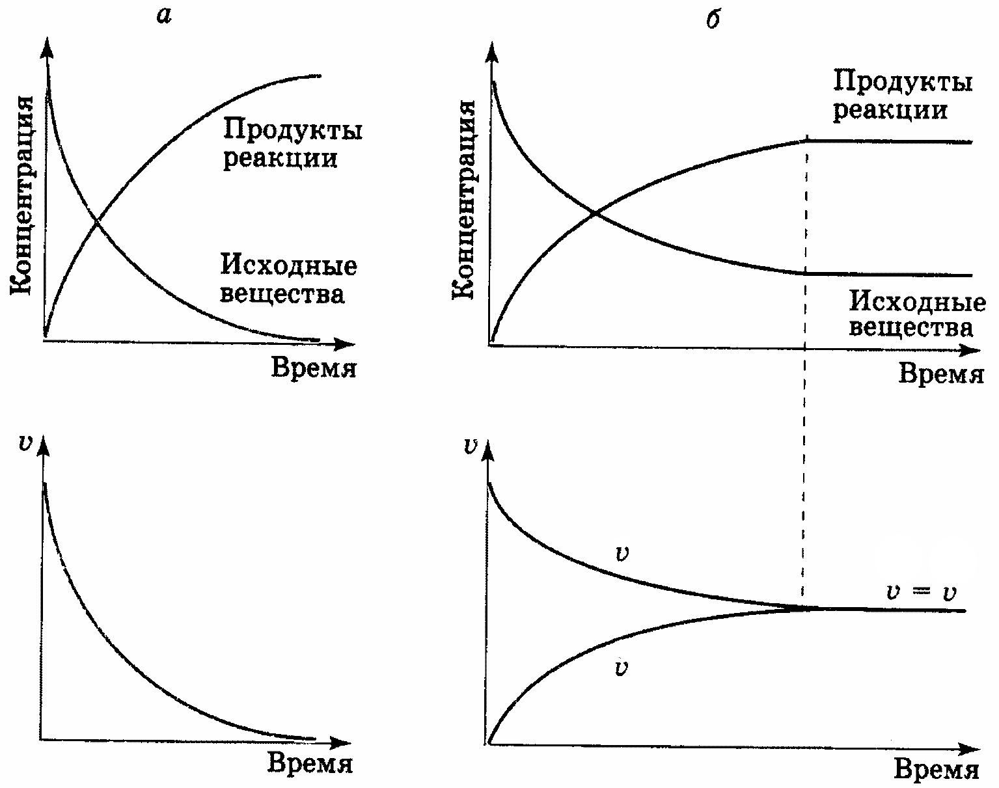 а
Концентрация
Продукты
реакции
Исходные
вещества
Время
б
Концентрация
Продукты
реакции
Исходные
вещества
Время
v
Время
v
v
v = v
v
Время